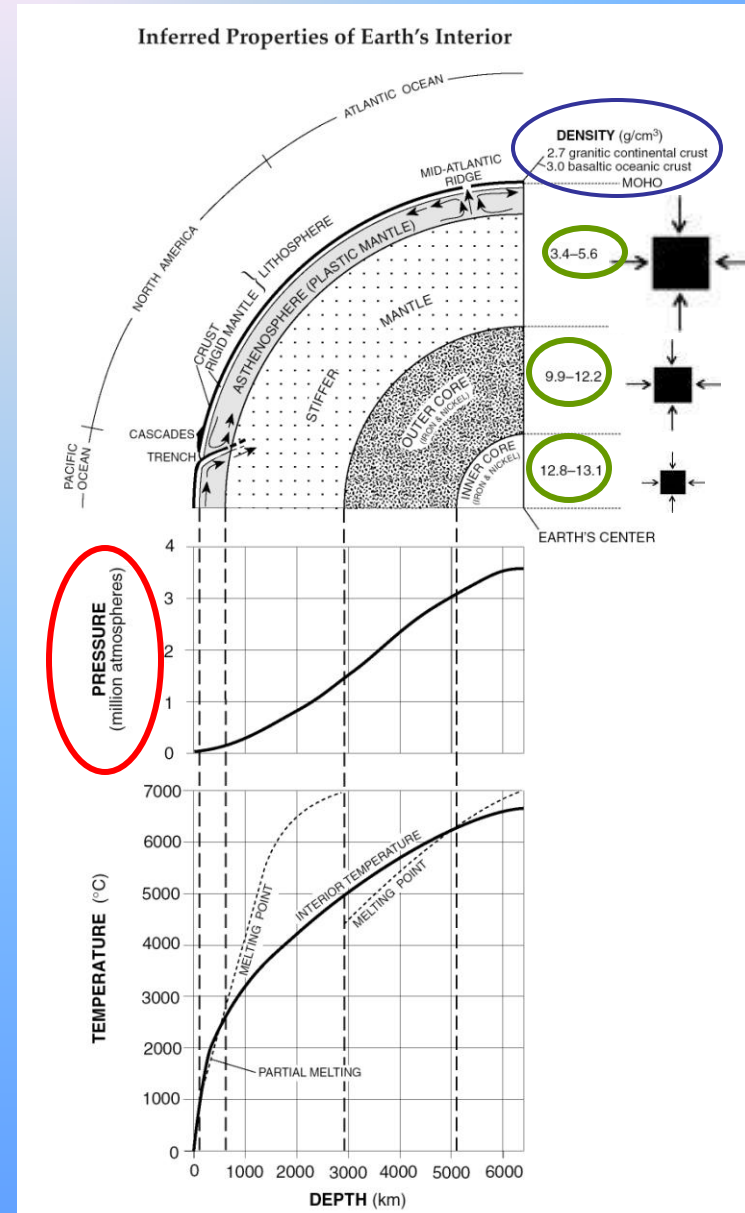 Inferred Properties of Earth's Interior
ATLANTIC OCEAN
NORTH AMERICA
PACIFIC
OCEAN
DENSITY (g/cm³)
2.7 granitic continental crust
3.0 basaltic oceanic crust
MOHO
MID-ATLANTIC
RIDGE
LITHOSPHERE
CRUST
RIGID MANTLE
ASTHENOSPHERE (PLASTIC MANTLE)
3.4–5.6
MANTLE
STIFFER
CASCADES
TRENCH
OUTER CORE
(IRON & NICKEL)
9.9–12.2
INNER CORE
(IRON & NICKEL)
12.8–13.1
EARTH'S CENTER
PRESSURE
(million atmospheres)
4
3
2
1
0
TEMPERATURE (°C)
7000
6000
5000
4000
3000
2000
1000
0
MELTING POINT
INTERIOR TEMPERATURE
MELTING POINT
PARTIAL MELTING
0 1000 2000 3000 4000 5000 6000
DEPTH (km)